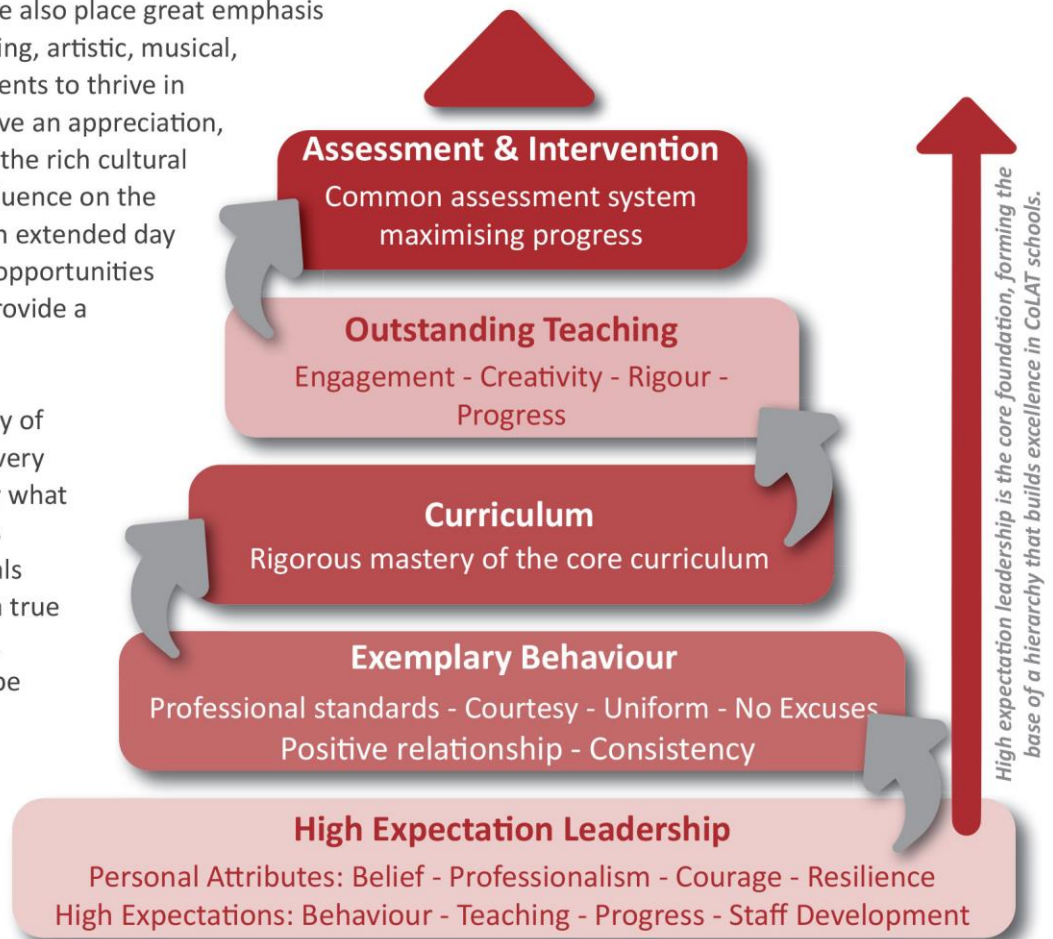 e also place great emphasis
ing, artistic, musical,
ents to thrive in
ve an appreciation,
the rich cultural
uence on the
n extended day
opportunities
rovide a
y of
very
what
als
true
be
Assessment & Intervention
Common assessment system
maximising progress
Outstanding Teaching
Engagement - Creativity - Rigour -
Progress
Curriculum
Rigorous mastery of the core curriculum
Exemplary Behaviour
Professional standards - Courtesy - Uniform - No Excuses
Positive relationship - Consistency
High Expectation Leadership
Personal Attributes: Belief - Professionalism - Courage - Resilience
High Expectations: Behaviour - Teaching - Progress - Staff Development
High expectation leadership is the core foundation, forming the
base of a hierarchy that builds excellence in CoLAT schools.